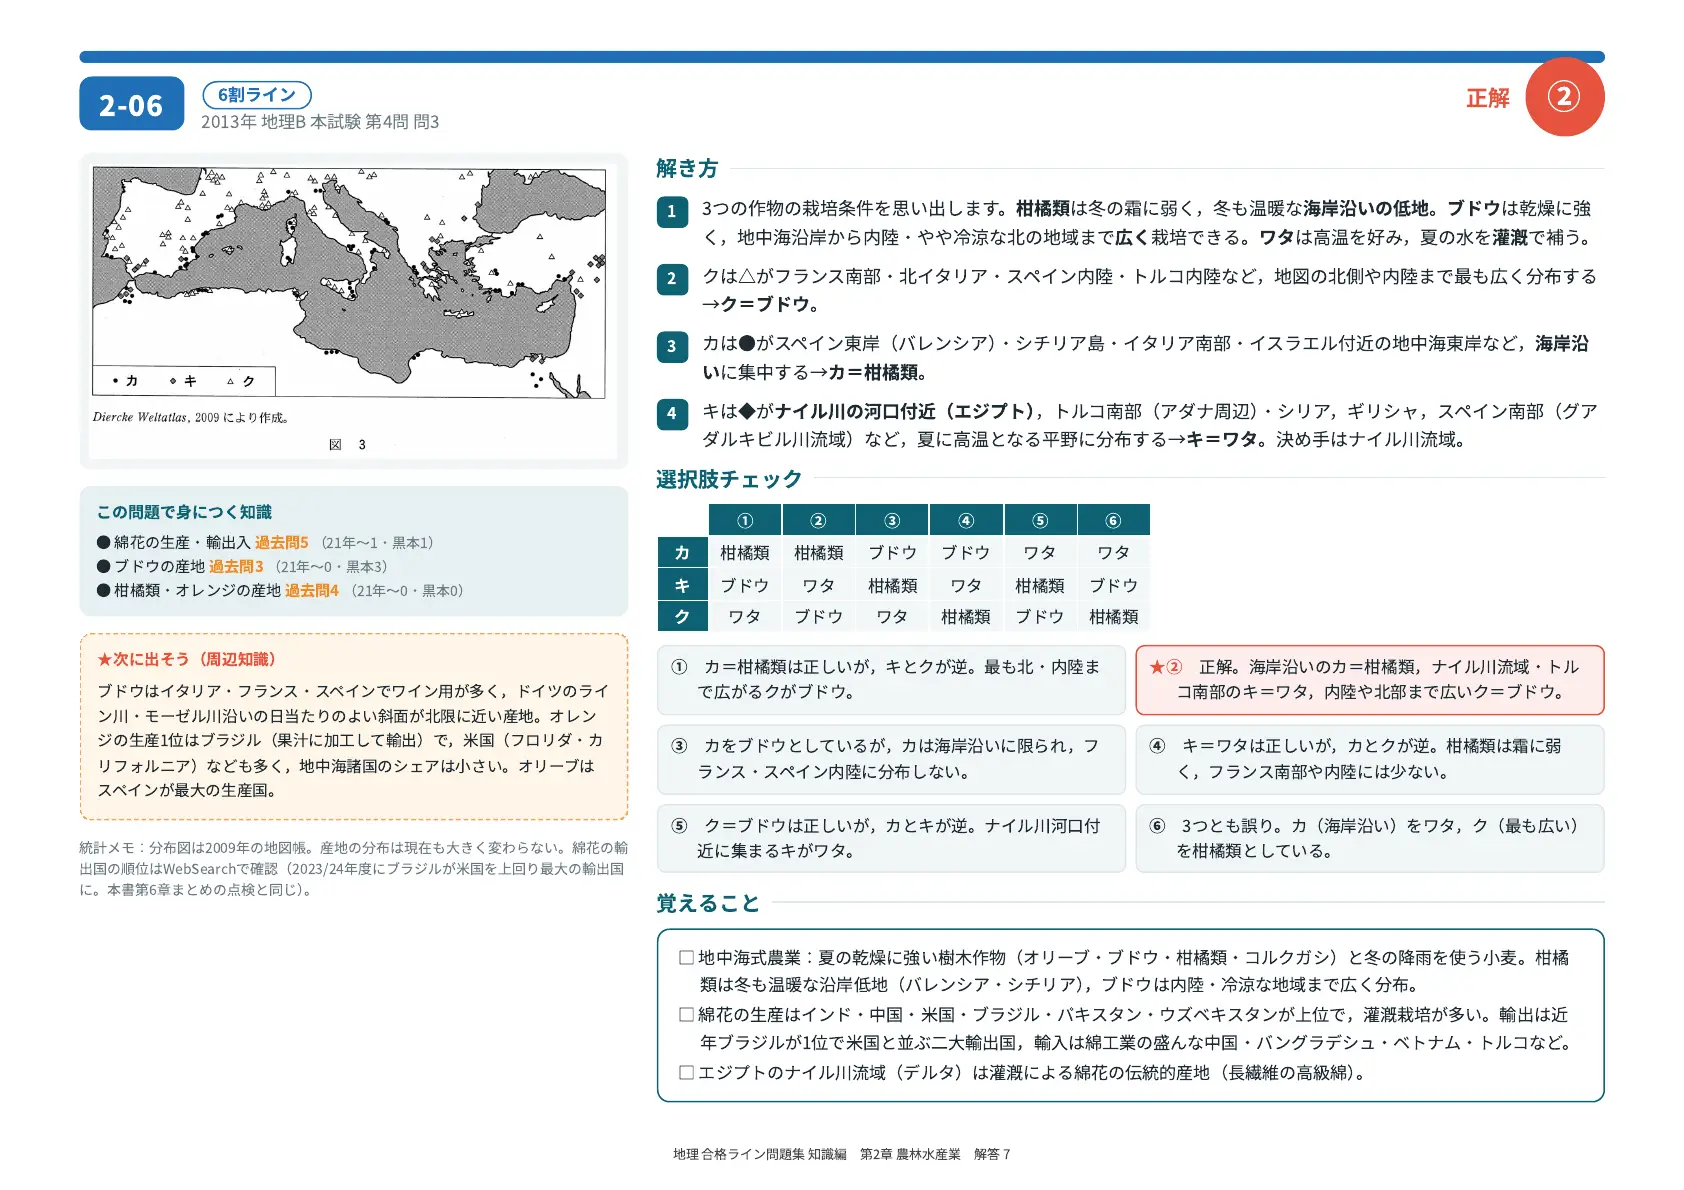 2-06
6割ライン
2013年 地理B 本試験 第4問 問3
正解 ②
・カ ◇キ △ク
Diercke Weltatlas, 2009 により作成。
図 3
この問題で身につく知識
●綿花の生産・輸出入 過去問5 （21年〜1・黒本1）
●ブドウの産地 過去問3 （21年〜0・黒本3）
●柑橘類・オレンジの産地 過去問4 （21年〜0・黒本0）
★次に出そう（周辺知識）
ブドウはイタリア・フランス・スペインでワイン用が多く，ドイツのライ
ン川・モーゼル川沿いの日当たりのよい斜面が北限に近い産地。オレン
ジの生産1位はブラジル（果汁に加工して輸出）で，米国（フロリダ・カ
リフォルニア）なども多く，地中海諸国のシェアは小さい。オリーブは
スペインが最大の生産国。
統計メモ：分布図は2009年の地図帳。産地の分布は現在も大きく変わらない。綿花の輸
出国の順位はWebSearchで確認（2023/24年度にブラジルが米国を上回り最大の輸出国
に。本書第6章まとめの点検と同じ）。
解き方
1 3つの作物の栽培条件を思い出します。柑橘類は冬の霜に弱く，冬も温暖な海岸沿いの低地。ブドウは乾燥に強
く，地中海沿岸から内陸・やや冷涼な北の地域まで広く栽培できる。ワタは高温を好み，夏の水を灌漑で補う。
2 クは△がフランス南部・北イタリア・スペイン内陸・トルコ内陸など，地図の北側や内陸まで最も広く分布する
→ク＝ブドウ。
3 カは●がスペイン東岸（バレンシア）・シチリア島・イタリア南部・イスラエル付近の地中海東岸など，海岸沿
いに集中する→カ＝柑橘類。
4 キは◆がナイル川の河口付近（エジプト），トルコ南部（アダナ周辺）・シリア，ギリシャ，スペイン南部（グア
ダルキビル川流域）など，夏に高温となる平野に分布する→キ＝ワタ。決め手はナイル川流域。
選択肢チェック
① ② ③ ④ ⑤ ⑥
カ 柑橘類 柑橘類 ブドウ ブドウ ワタ ワタ
キ ブドウ ワタ 柑橘類 ワタ 柑橘類 ブドウ
ク ワタ ブドウ ワタ 柑橘類 ブドウ 柑橘類
① カ＝柑橘類は正しいが，キとクが逆。最も北・内陸ま
で広がるクがブドウ。
★② 正解。海岸沿いのカ＝柑橘類，ナイル川流域・トル
コ南部のキ＝ワタ，内陸や北部まで広いク＝ブドウ。
③ カをブドウとしているが，カは海岸沿いに限られ，フ
ランス・スペイン内陸に分布しない。
④ キ＝ワタは正しいが，カとクが逆。柑橘類は霜に弱
く，フランス南部や内陸には少ない。
⑤ ク＝ブドウは正しいが，カとキが逆。ナイル川河口付
近に集まるキがワタ。
⑥ 3つとも誤り。カ（海岸沿い）をワタ，ク（最も広い）
を柑橘類としている。
覚えること
□地中海式農業：夏の乾燥に強い樹木作物（オリーブ・ブドウ・柑橘類・コルクガシ）と冬の降雨を使う小麦。柑橘
類は冬も温暖な沿岸低地（バレンシア・シチリア），ブドウは内陸・冷涼な地域まで広く分布。
□綿花の生産はインド・中国・米国・ブラジル・パキスタン・ウズベキスタンが上位で，灌漑栽培が多い。輸出は近
年ブラジルが1位で米国と並ぶ二大輸出国，輸入は綿工業の盛んな中国・バングラデシュ・ベトナム・トルコなど。
□エジプトのナイル川流域（デルタ）は灌漑による綿花の伝統的産地（長繊維の高級綿）。
地理 合格ライン問題集 知識編 第2章 農林水産業 解答 7